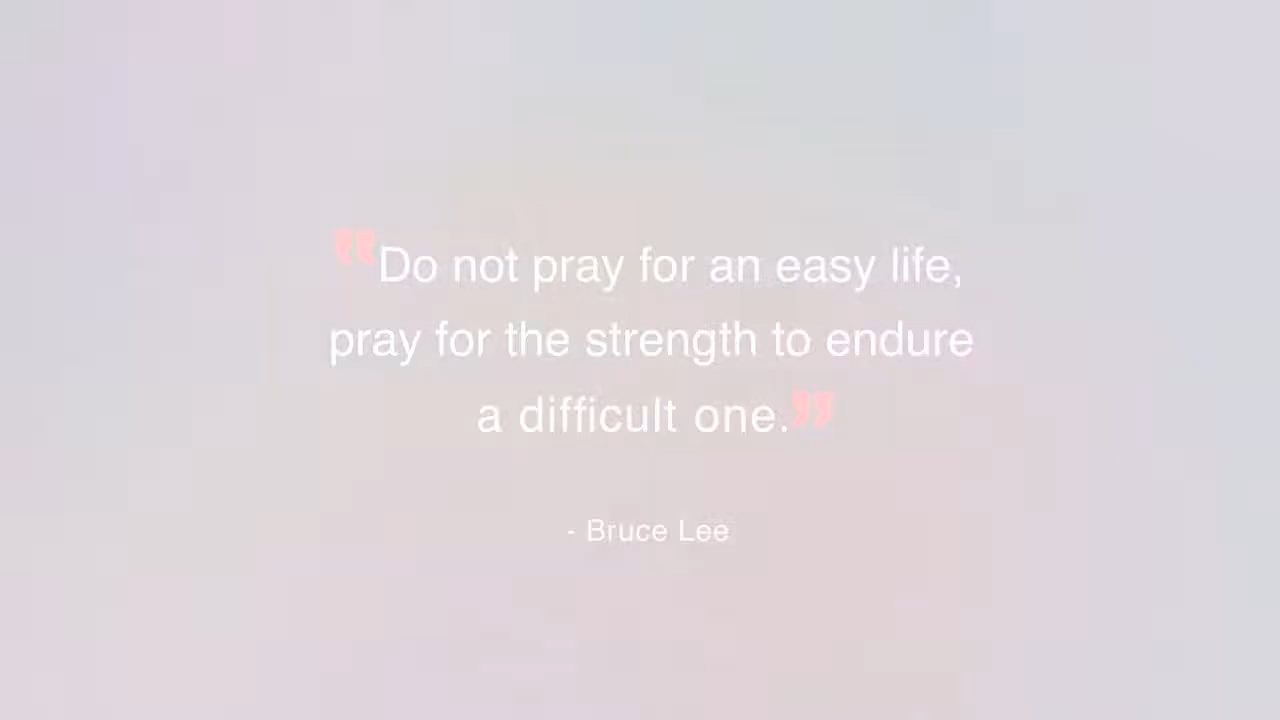 "Do not pray for an easy life,
pray for the strength to endure
a difficult one."
- Bruce Lee